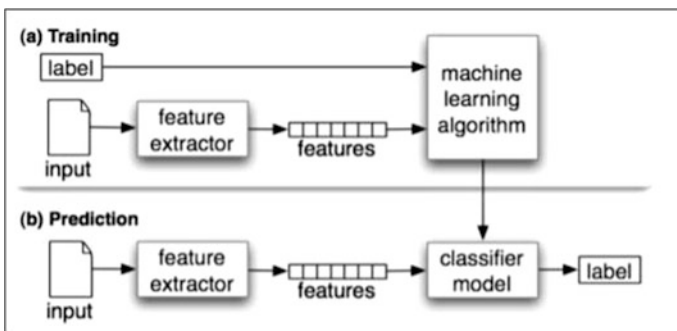 (a) Training
label
machine
learning
algorithm
feature
extractor
features
input
(b) Prediction
feature
extractor
features
classifier
model
label
input